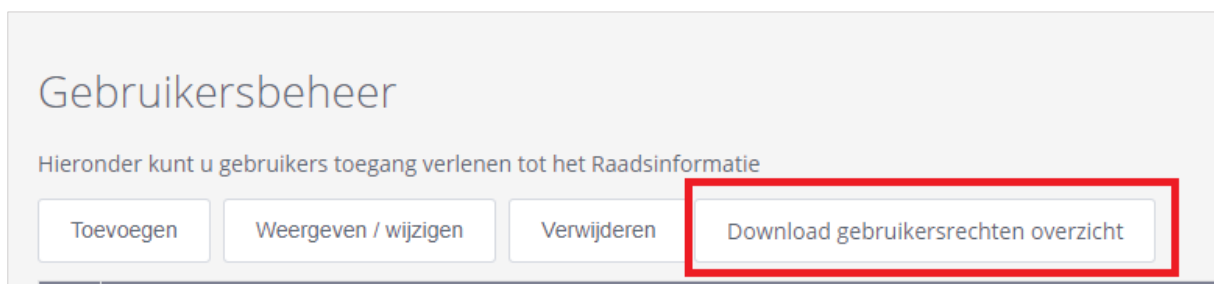 Gebruikersbeheer
Hieronder kunt u gebruikers toegang verlenen tot het Raadsinformatie
Toevoegen Weergeven / wijzigen Verwijderen Download gebruikersrechten overzicht